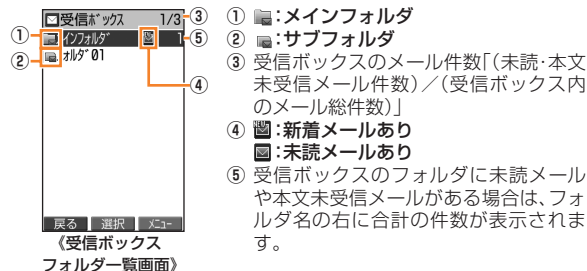 受信ボックス 1/3 ③
① インフォルダ 1 ⑤
② ォルダ01
④
戻る 選択 メニュー
《受信ボックス
フォルダ一覧画面》
① :メインフォルダ
② :サブフォルダ
③ 受信ボックスのメール件数「(未読・本文
未受信メール件数)/(受信ボックス内
のメール総件数)」
④ :新着メールあり
:未読メールあり
⑤ 受信ボックスのフォルダに未読メール
や本文未受信メールがある場合は、フォ
ルダ名の右に合計の件数が表示されま
す。